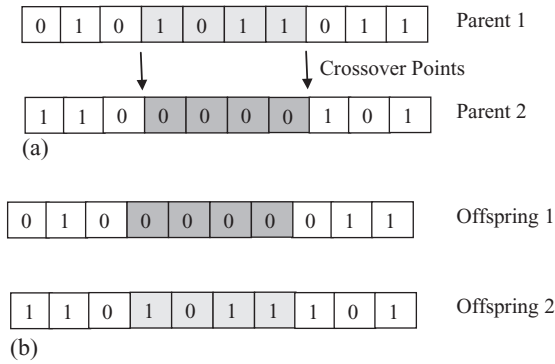 0 1 0 1 0 1 1 0 1 1 Parent 1
Crossover Points
1 1 0 0 0 0 0 1 0 1 Parent 2
(a)
0 1 0 0 0 0 0 0 1 1 Offspring 1
1 1 0 1 0 1 1 1 0 1 Offspring 2
(b)